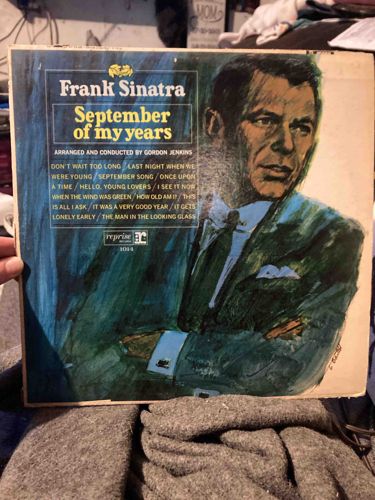 Frank Sinatra
September
of my years
ARRANGED AND CONDUCTED BY GORDON JENKINS
DON'T WAIT TOO LONG / LAST NIGHT WHEN WE
WERE YOUNG / SEPTEMBER SONG / ONCE UPON
A TIME / HELLO, YOUNG LOVERS / I SEE IT NOW
WHEN THE WIND WAS GREEN / HOW OLD AM I? / THIS
IS ALL I ASK / IT WAS A VERY GOOD YEAR / IT GETS
LONELY EARLY / THE MAN IN THE LOOKING GLASS
reprise
1014